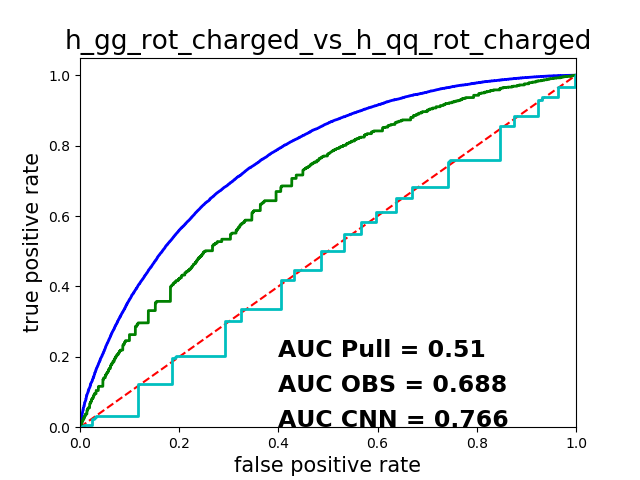 h_gg_rot_charged_vs_h_qq_rot_charged
true positive rate
1.0
0.8
0.6
0.4
0.2
0.0
AUC Pull = 0.51
AUC OBS = 0.688
AUC CNN = 0.766
0.0 0.2 0.4 0.6 0.8 1.0
false positive rate